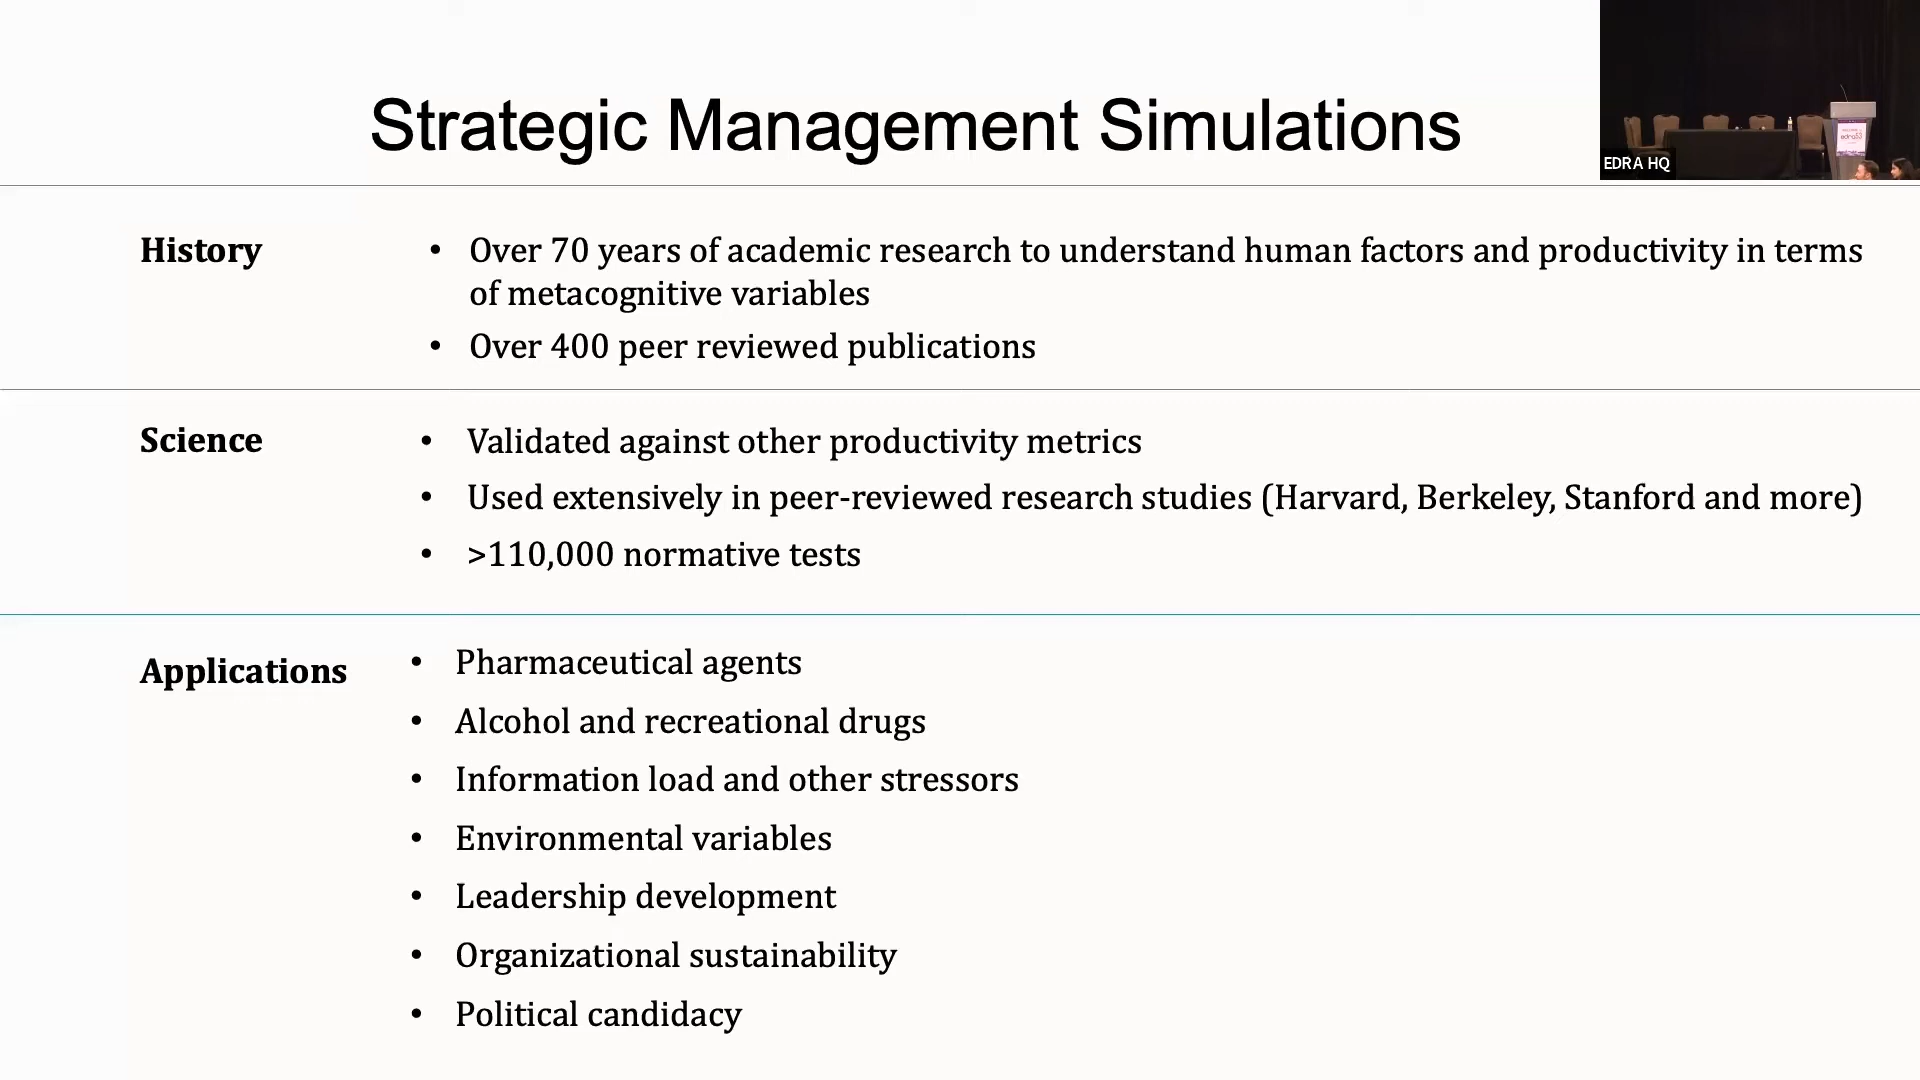 Strategic Management Simulations
EDRA HQ
History
• Over 70 years of academic research to understand human factors and productivity in terms
of metacognitive variables
• Over 400 peer reviewed publications
Science
• Validated against other productivity metrics
• Used extensively in peer-reviewed research studies (Harvard, Berkeley, Stanford and more)
• >110,000 normative tests
Applications
• Pharmaceutical agents
• Alcohol and recreational drugs
• Information load and other stressors
• Environmental variables
• Leadership development
• Organizational sustainability
• Political candidacy